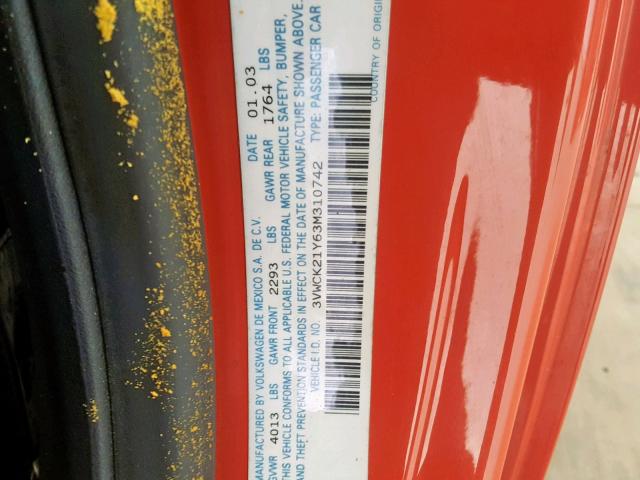 MANUFACTURED BY VOLKSWAGEN DE MEXICO S.A. DE C.V. DATE 01.03
GVWR 4013 LBS GAWR FRONT 2293 LBS GAWR REAR 1764 LBS
THIS VEHICLE CONFORMS TO ALL APPLICABLE U.S. FEDERAL MOTOR VEHICLE SAFETY, BUMPER,
AND THEFT PREVENTION STANDARDS IN EFFECT ON THE DATE OF MANUFACTURE SHOWN ABOVE.
VEHICLE I.D. NO. 3VWCK21Y63M310742 TYPE: PASSENGER CAR
COUNTRY OF ORIGI